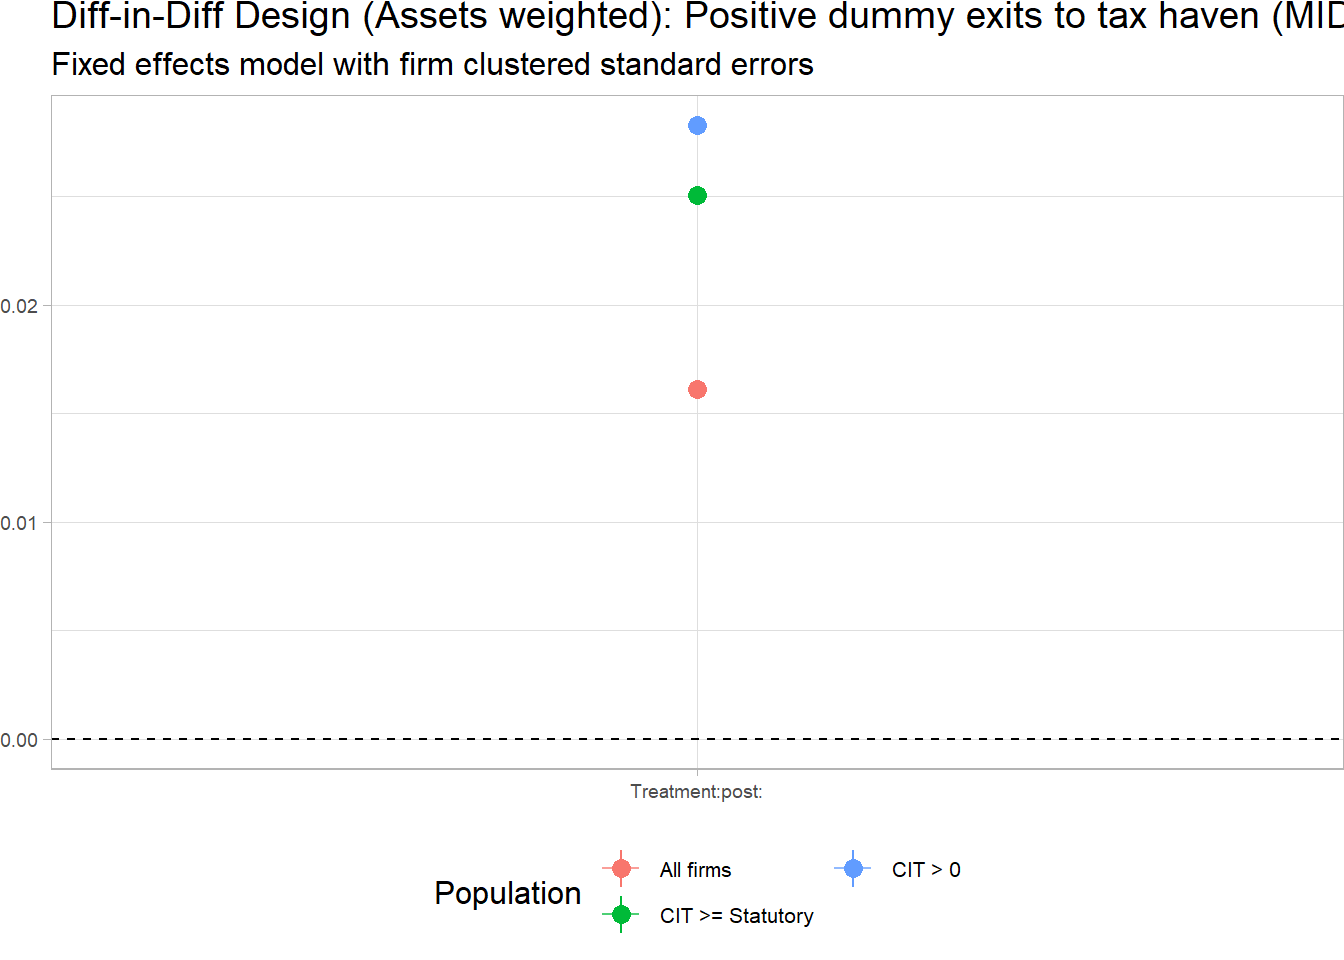 Diff-in-Diff Design (Assets weighted): Positive dummy exits to tax haven (MID
Fixed effects model with firm clustered standard errors
0.02
0.01
0.00
Treatment:post:
Population
All firms
CIT >= Statutory
CIT > 0